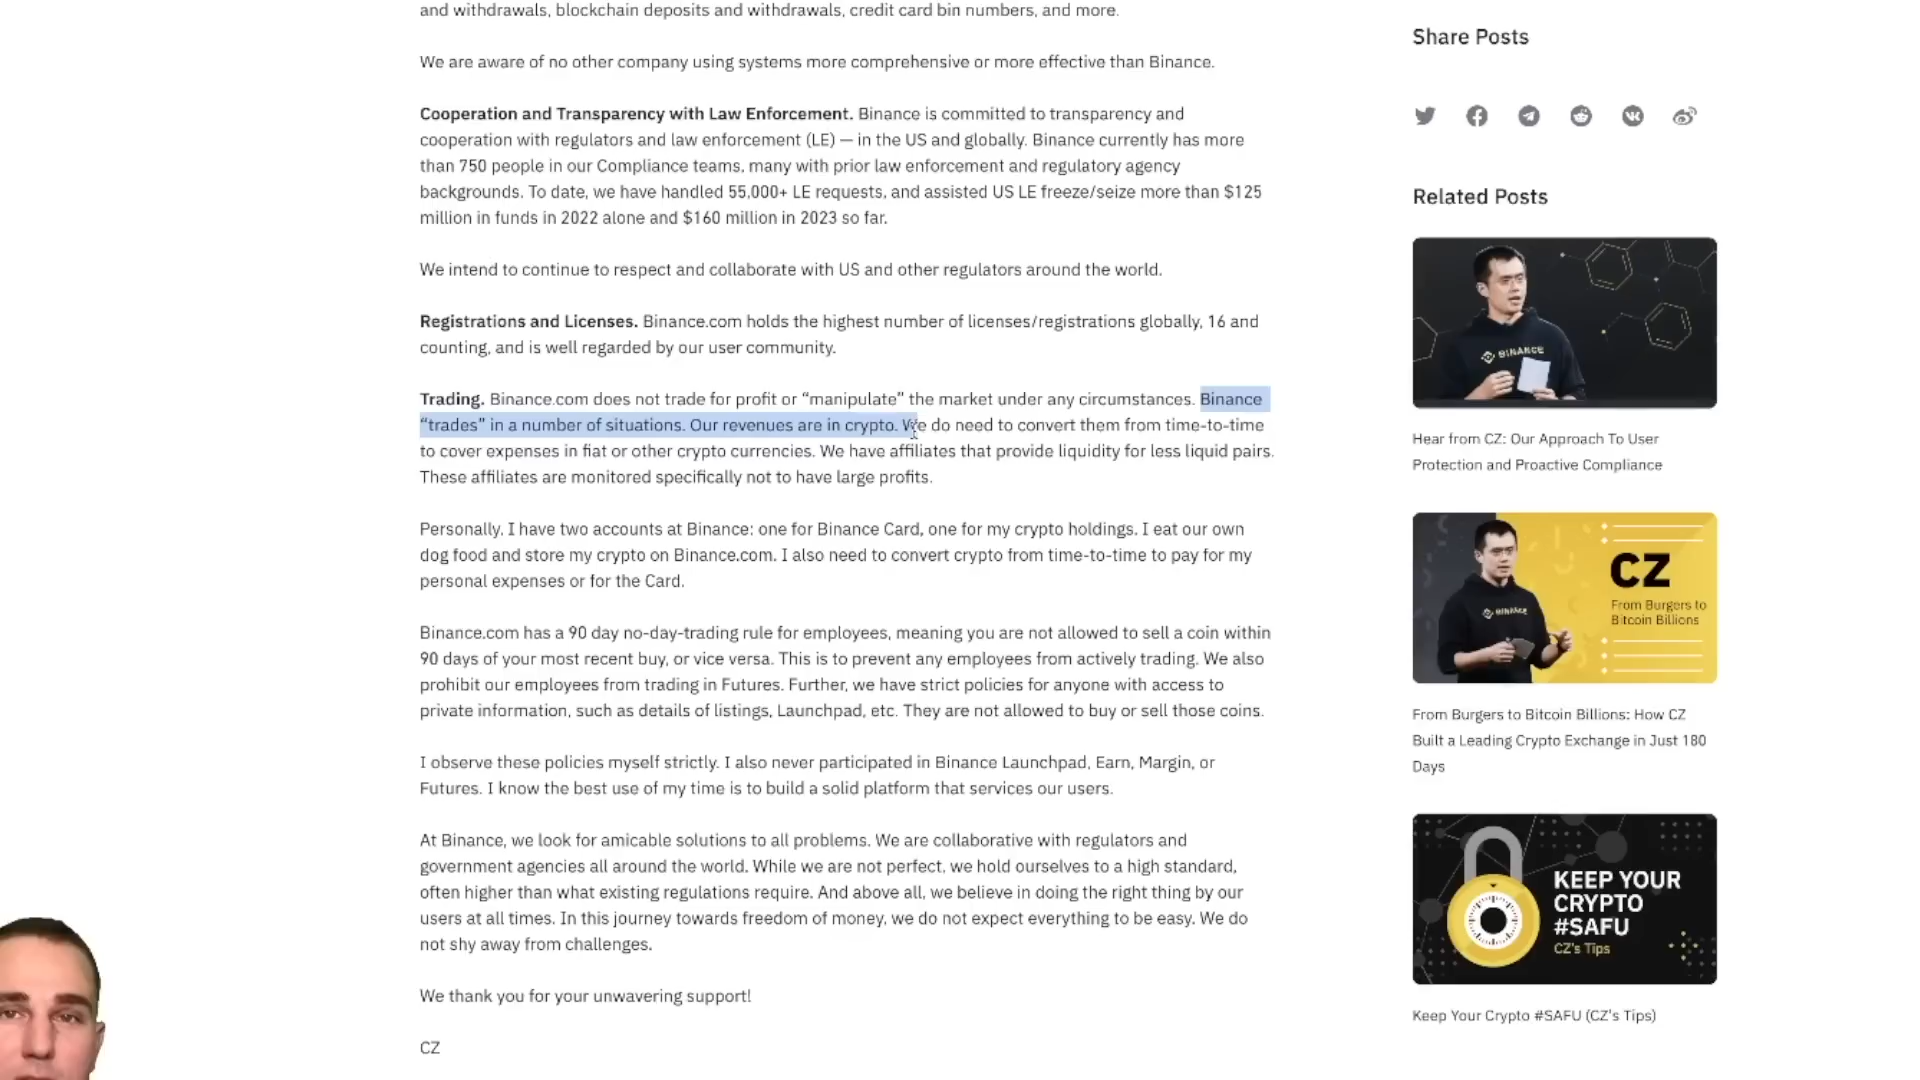 and withdrawals, blockchain deposits and withdrawals, credit card bin numbers, and more.
We are aware of no other company using systems more comprehensive or more effective than Binance.
Cooperation and Transparency with Law Enforcement. Binance is committed to transparency and
cooperation with regulators and law enforcement (LE) — in the US and globally. Binance currently has more
than 750 people in our Compliance teams, many with prior law enforcement and regulatory agency
backgrounds. To date, we have handled 55,000+ LE requests, and assisted US LE freeze/seize more than $125
million in funds in 2022 alone and $160 million in 2023 so far.
We intend to continue to respect and collaborate with US and other regulators around the world.
Registrations and Licenses. Binance.com holds the highest number of licenses/registrations globally, 16 and
counting, and is well regarded by our user community.
Trading. Binance.com does not trade for profit or “manipulate” the market under any circumstances. Binance
“trades” in a number of situations. Our revenues are in crypto. We do need to convert them from time-to-time
to cover expenses in fiat or other crypto currencies. We have affiliates that provide liquidity for less liquid pairs.
These affiliates are monitored specifically not to have large profits.
Personally, I have two accounts at Binance: one for Binance Card, one for my crypto holdings. I eat our own
dog food and store my crypto on Binance.com. I also need to convert crypto from time-to-time to pay for my
personal expenses or for the Card.
Binance.com has a 90 day no-day-trading rule for employees, meaning you are not allowed to sell a coin within
90 days of your most recent buy, or vice versa. This is to prevent any employees from actively trading. We also
prohibit our employees from trading in Futures. Further, we have strict policies for anyone with access to
private information, such as details of listings, Launchpad, etc. They are not allowed to buy or sell those coins.
I observe these policies myself strictly. I also never participated in Binance Launchpad, Earn, Margin, or
Futures. I know the best use of my time is to build a solid platform that services our users.
At Binance, we look for amicable solutions to all problems. We are collaborative with regulators and
government agencies all around the world. While we are not perfect, we hold ourselves to a high standard,
often higher than what existing regulations require. And above all, we believe in doing the right thing by our
users at all times. In this journey towards freedom of money, we do not expect everything to be easy. We do
not shy away from challenges.
We thank you for your unwavering support!
CZ
Share Posts
Related Posts
BINANCE
Hear from CZ: Our Approach To User
Protection and Proactive Compliance
CZ
From Burgers to
Bitcoin Billions
BINANCE
From Burgers to Bitcoin Billions: How CZ
Built a Leading Crypto Exchange in Just 180
Days
KEEP YOUR
CRYPTO
#SAFU
CZ's Tips
Keep Your Crypto #SAFU (CZ's Tips)